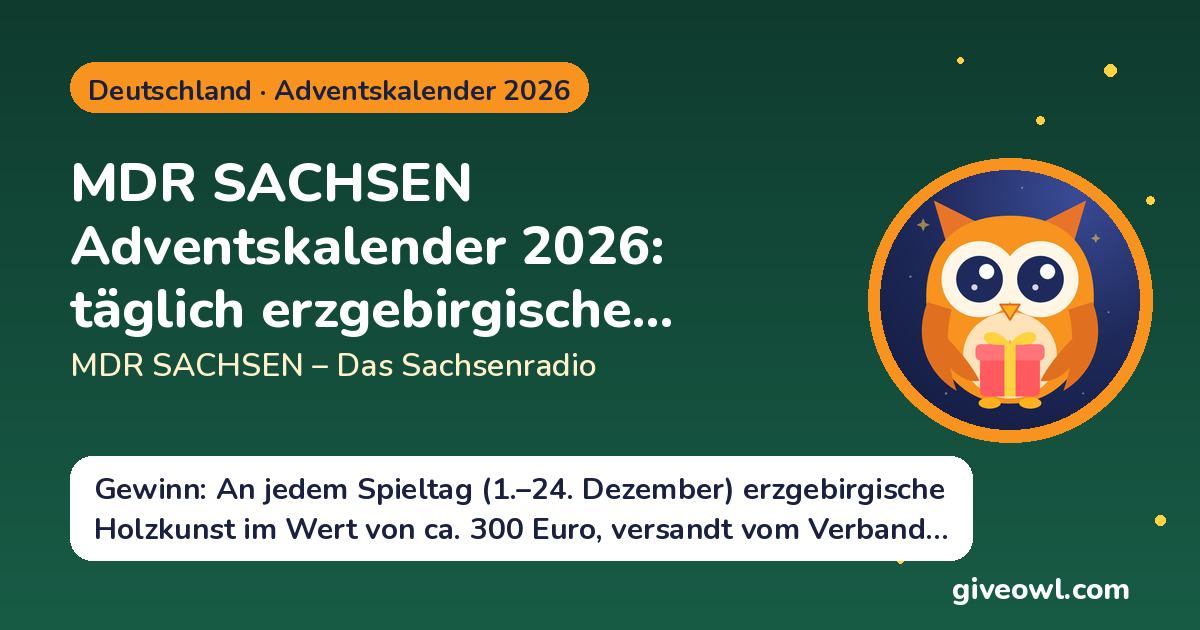 Deutschland · Adventskalender 2026
MDR SACHSEN
Adventskalender 2026:
täglich erzgebirgische...
MDR SACHSEN – Das Sachsenradio
Gewinn: An jedem Spieltag (1.–24. Dezember) erzgebirgische
Holzkunst im Wert von ca. 300 Euro, versandt vom Verband...
giveowl.com